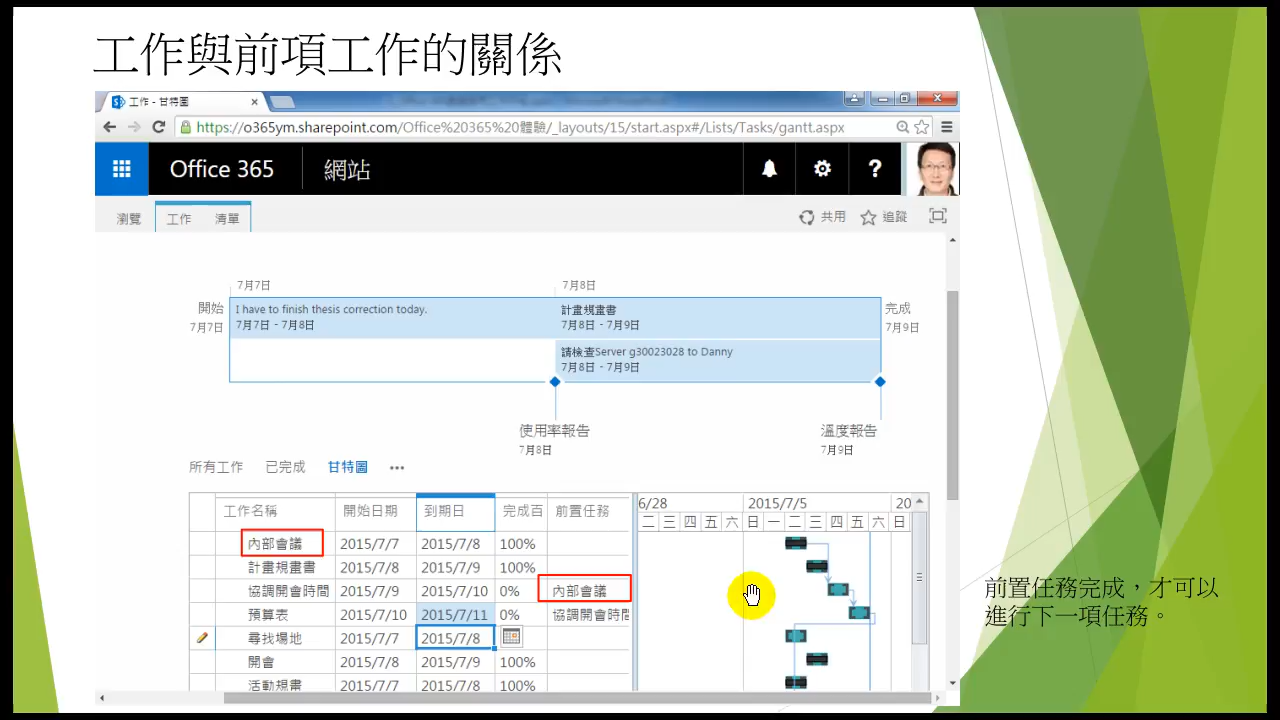 工作與前項工作的關係
工作 - 甘特圖
https://o365ym.sharepoint.com/Office%20365%20體驗/_layouts/15/start.aspx#/Lists/Tasks/gantt.aspx
Office 365 網站
瀏覽 工作 清單 共用 追蹤
7月7日 7月8日
開始 I have to finish thesis correction today. 計畫規畫書 完成
7月7日 7月7日 - 7月8日 7月8日 - 7月9日 7月9日
請檢查Server g30023028 to Danny
7月8日 - 7月9日
使用率報告 溫度報告
7月8日 7月9日
所有工作 已完成 甘特圖 •••
工作名稱 開始日期 到期日 完成百 前置任務 6/28 2015/7/5 20
二 三 四 五 六 日 一 二 三 四 五 六 日
內部會議 2015/7/7 2015/7/8 100%
計畫規畫書 2015/7/8 2015/7/9 100%
協調開會時間 2015/7/9 2015/7/10 0% 內部會議
預算表 2015/7/10 2015/7/11 0% 協調開會時間
尋找場地 2015/7/7 2015/7/8
開會 2015/7/8 2015/7/9 100%
活動規畫 2015/7/7 2015/7/8 100%
前置任務完成，才可以
進行下一項任務。